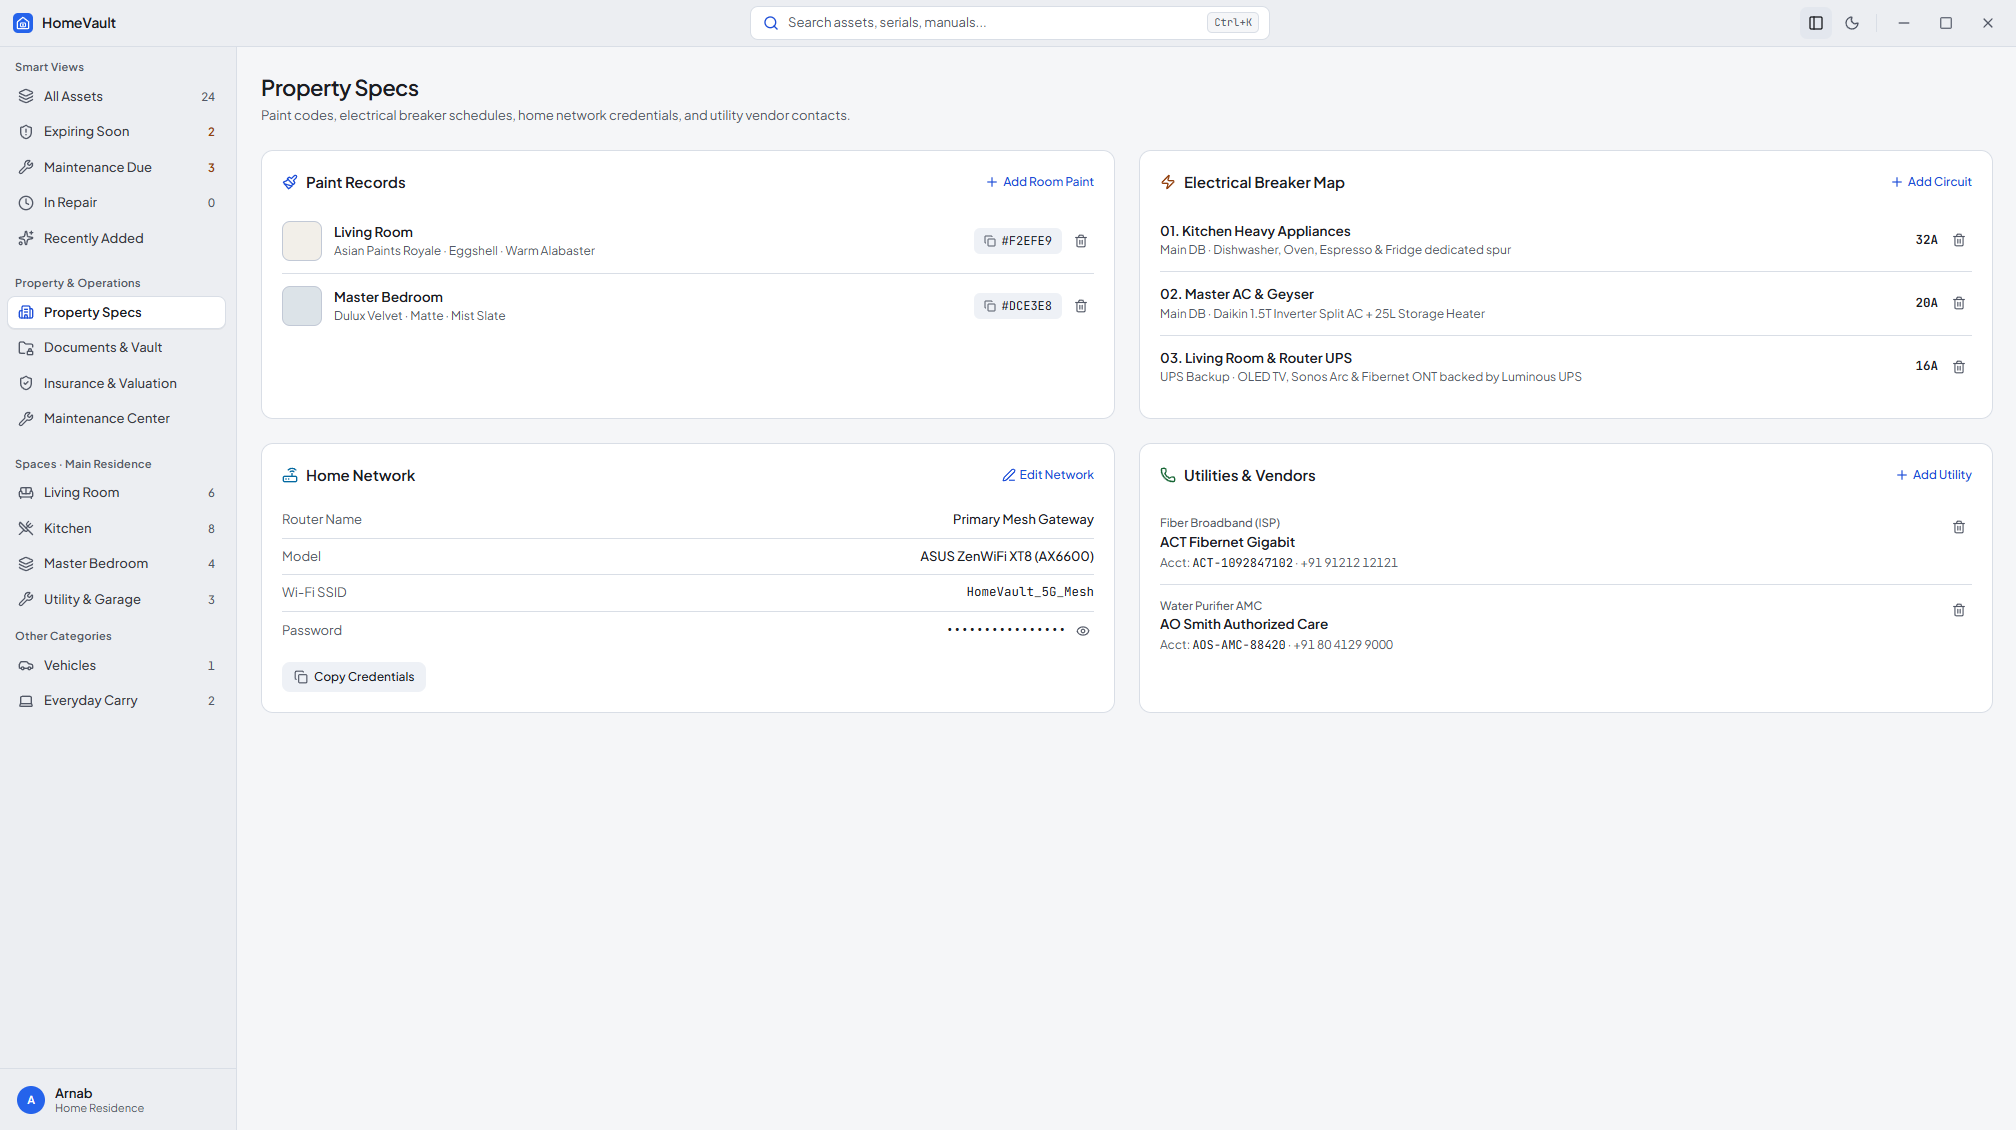 HomeVault
Search assets, serials, manuals...
Ctrl+K
Smart Views
All Assets 24
Expiring Soon 2
Maintenance Due 3
In Repair 0
Recently Added
Property & Operations
Property Specs
Documents & Vault
Insurance & Valuation
Maintenance Center
Spaces · Main Residence
Living Room 6
Kitchen 8
Master Bedroom 4
Utility & Garage 3
Other Categories
Vehicles 1
Everyday Carry 2
A
Arnab
Home Residence
Property Specs
Paint codes, electrical breaker schedules, home network credentials, and utility vendor contacts.
Paint Records
+ Add Room Paint
Living Room
Asian Paints Royale · Eggshell · Warm Alabaster
#F2EFE9
Master Bedroom
Dulux Velvet · Matte · Mist Slate
#DCE3E8
Electrical Breaker Map
+ Add Circuit
01. Kitchen Heavy Appliances
Main DB · Dishwasher, Oven, Espresso & Fridge dedicated spur
32A
02. Master AC & Geyser
Main DB · Daikin 1.5T Inverter Split AC + 25L Storage Heater
20A
03. Living Room & Router UPS
UPS Backup · OLED TV, Sonos Arc & Fibernet ONT backed by Luminous UPS
16A
Home Network
Edit Network
Router Name Primary Mesh Gateway
Model ASUS ZenWiFi XT8 (AX6600)
Wi-Fi SSID HomeVault_5G_Mesh
Password ••••••••••••••••
Copy Credentials
Utilities & Vendors
+ Add Utility
Fiber Broadband (ISP)
ACT Fibernet Gigabit
Acct: ACT-1092847102 · +91 91212 12121
Water Purifier AMC
AO Smith Authorized Care
Acct: AOS-AMC-88420 · +91 80 4129 9000